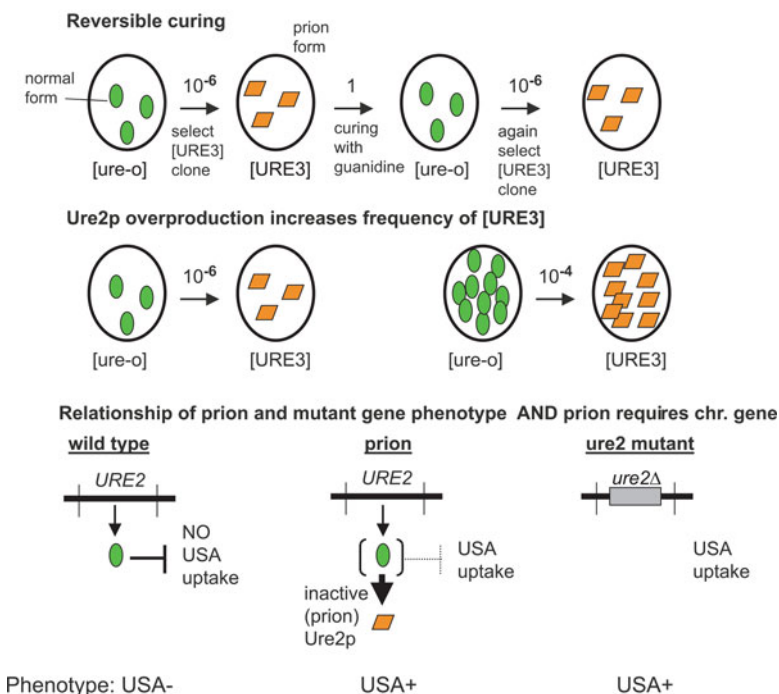 Reversible curing
prion
form
normal
form
10-6
select
[URE3]
clone
1
curing
with
guanidine
10-6
again
select
[URE3]
clone
[ure-o]
[URE3]
[ure-o]
[URE3]
Ure2p overproduction increases frequency of [URE3]
10-6
10-4
[ure-o]
[URE3]
[ure-o]
[URE3]
Relationship of prion and mutant gene phenotype AND prion requires chr. gene
wild type
prion
ure2 mutant
URE2
URE2
ure2Δ
NO
USA
uptake
USA
uptake
USA
uptake
inactive
(prion)
Ure2p
Phenotype: USA-
USA+
USA+